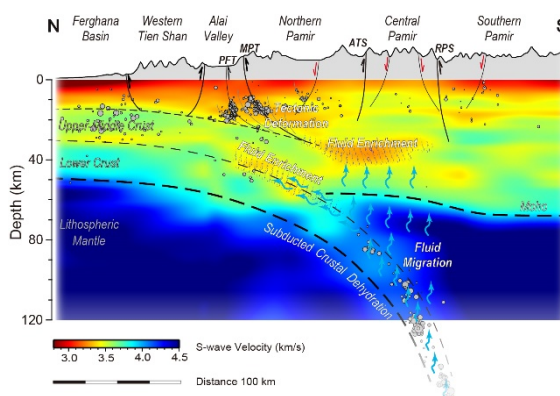 N
Ferghana Basin
Western Tien Shan
Alai Valley
Northern Pamir
Central Pamir
Southern Pamir
S
PFT
MPT
ATS
RPS
0
40
60
80
120
Depth (km)
Tectonic Deformation
Upper-Middle Crust
Fluid Enrichment
Fluid Enrichment
Lower Crust
Moho
Lithospheric Mantle
Fluid Migration
Subducted Crustal Dehydration
3.0 3.5 4.0 4.5
S-wave Velocity (km/s)
Distance 100 km